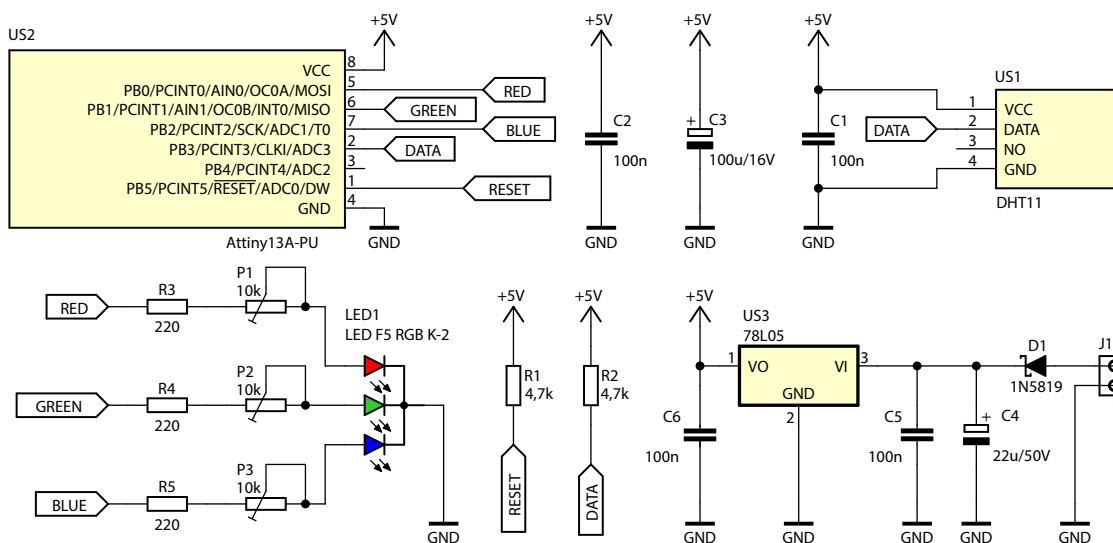 US2
VCC
8
PB0/PCINT0/AIN0/OC0A/MOSI
5
PB1/PCINT1/AIN1/OC0B/INT0/MISO
6
PB2/PCINT2/SCK/ADC1/T0
7
PB3/PCINT3/CLKI/ADC3
2
PB4/PCINT4/ADC2
3
PB5/PCINT5/RESET/ADC0/DW
1
GND
4
Attiny13A-PU
+5V
RED
GREEN
BLUE
DATA
RESET
GND
+5V
C2
100n
GND
+5V
+
C3
100u/16V
GND
+5V
C1
100n
GND
US1
DATA
1
VCC
2
DATA
3
NO
4
GND
DHT11
RED
R3
220
P1
10k
GREEN
R4
220
P2
10k
BLUE
R5
220
P3
10k
LED1
LED F5 RGB K-2
GND
+5V
R1
4,7k
RESET
+5V
R2
4,7k
DATA
+5V
C6
100n
GND
US3
78L05
1
VO
VI
3
GND
2
GND
C5
100n
GND
+
C4
22u/50V
GND
D1
1N5819
J1
GND